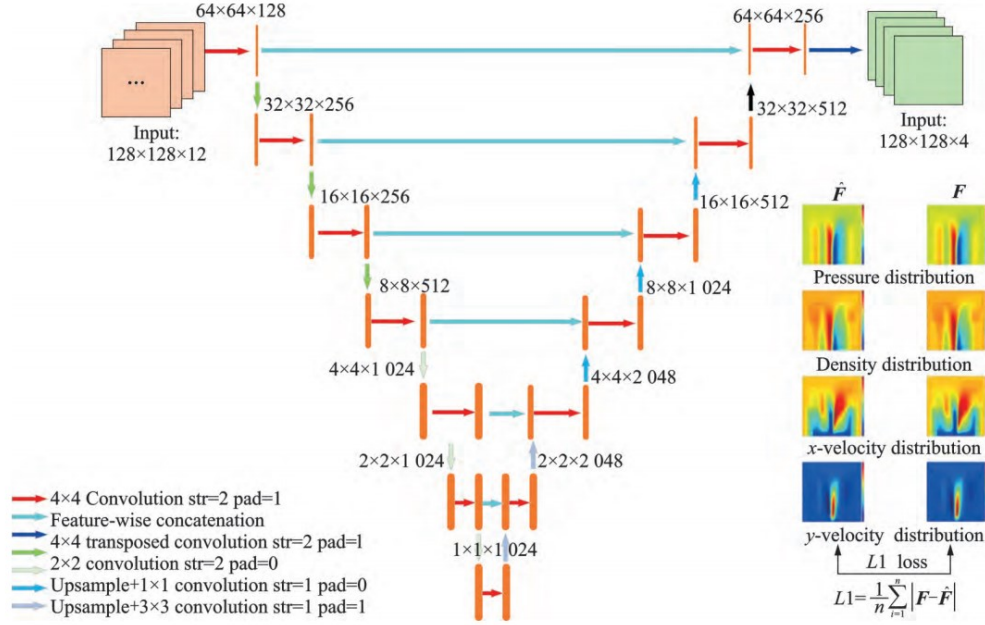 64×64×128
64×64×256
...
Input:
128×128×12
32×32×256
32×32×512
Input:
128×128×4
16×16×256
16×16×512
F̂
F
Pressure distribution
8×8×512
8×8×1 024
Density distribution
4×4×1 024
4×4×2 048
x-velocity distribution
2×2×1 024
2×2×2 048
y-velocity distribution
1×1×1 024
4×4 Convolution str=2 pad=1
Feature-wise concatenation
4×4 transposed convolution str=2 pad=1
2×2 convolution str=2 pad=0
Upsample+1×1 convolution str=1 pad=0
Upsample+3×3 convolution str=1 pad=1
L1 loss
L1=1/n∑ⁿᵢ₌₁|F−F̂|